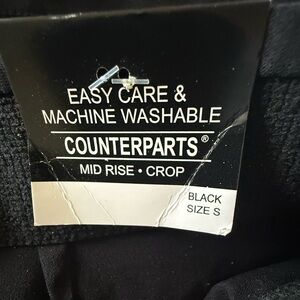 EASY CARE &
MACHINE WASHABLE
COUNTERPARTS®
MID RISE • CROP
BLACK
SIZE S